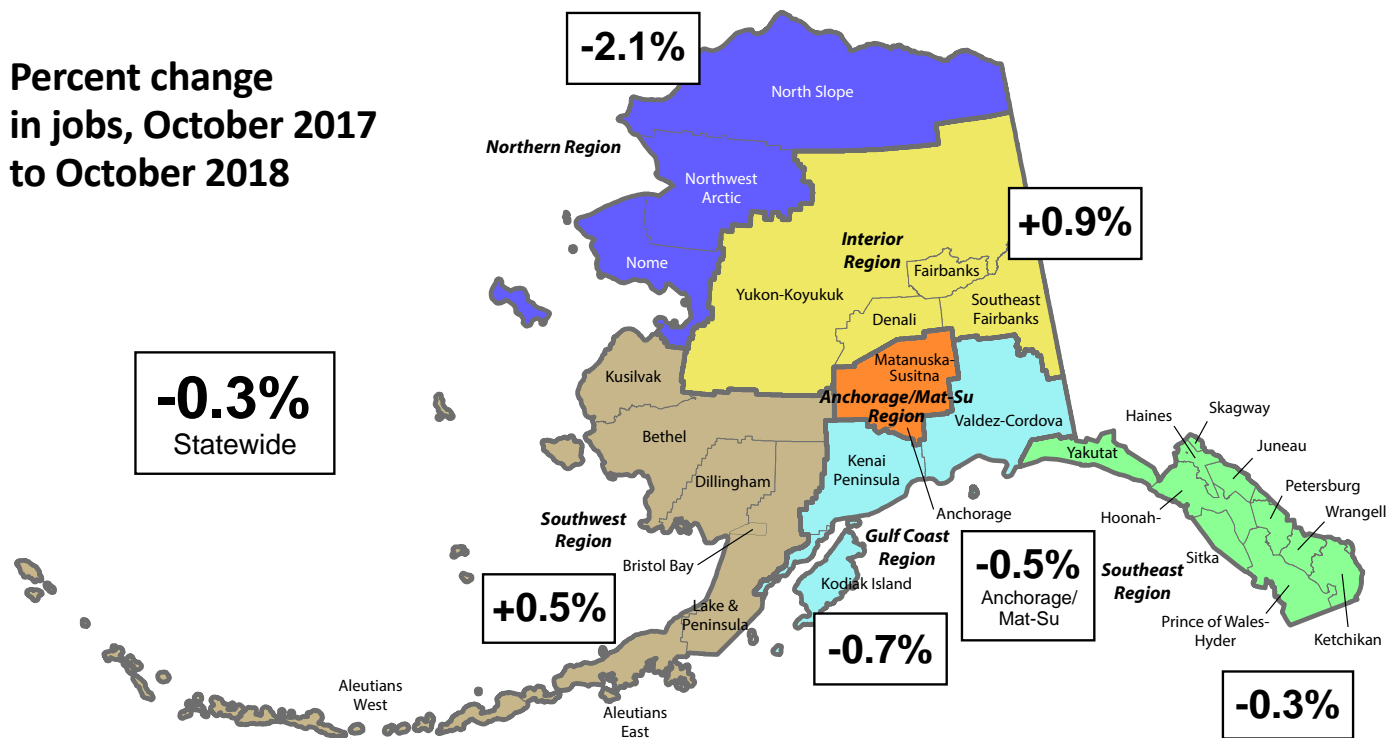 Percent change
in jobs, October 2017
to October 2018
-2.1%
North Slope
Northern Region
Northwest
Arctic
Nome
+0.9%
Interior
Region
Fairbanks
Yukon-Koyukuk
Southeast
Fairbanks
Denali
-0.3%
Statewide
Kusilvak
Matanuska-
Susitna
Anchorage/Mat-Su
Region
Valdez-Cordova
Bethel
Kenai
Peninsula
Dillingham
Anchorage
Yakutat
Haines
Skagway
Juneau
Petersburg
Wrangell
Hoonah-
Sitka
Southeast
Region
Prince of Wales-
Hyder
Ketchikan
Southwest
Region
Bristol Bay
Gulf Coast
Region
Kodiak Island
-0.5%
Anchorage/
Mat-Su
+0.5%
Lake &
Peninsula
-0.7%
Aleutians
West
Aleutians
East
-0.3%